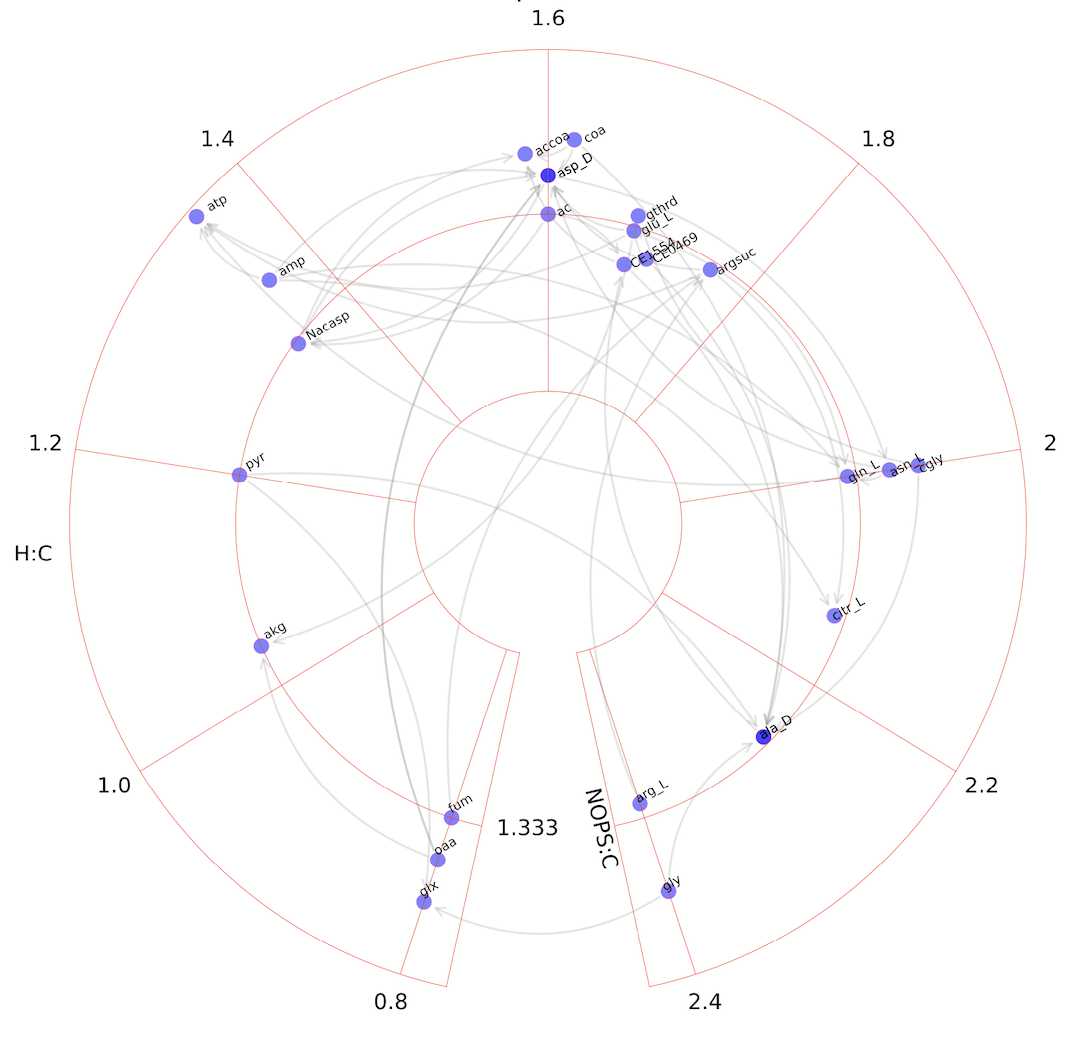 1.6
1.4
1.8
accoa
coa
asp_D
atp
ac
gthrd
glu_L
CE1554
CE0469
argsuc
amp
Nacasp
1.2
2
pyr
gln_L
asn_L
cgly
H:C
citr_L
akg
ala_D
1.0
2.2
fum
arg_L
1.333
NOPS:C
oaa
glx
gly
0.8
2.4